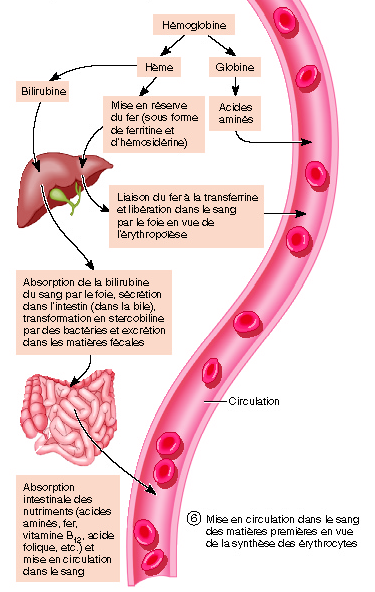 Hémoglobine
Hème
Globine
Bilirubine
Mise en réserve
du fer (sous forme
de ferritine et
d'hémosidérine)
Acides
aminés
Liaison du fer à la transferrine
et libération dans le sang
par le foie en vue de
l'érythropoïèse
Absorption de la bilirubine
du sang par le foie, sécrétion
dans l'intestin (dans la bile),
transformation en stercobiline
par des bactéries et excrétion
dans les matières fécales
Circulation
Absorption
intestinale des
nutriments (acides
aminés, fer,
vitamine B12, acide
folique, etc.) et
mise en circulation
dans le sang
⑥ Mise en circulation dans le sang
des matières premières en vue
de la synthèse des érythrocytes